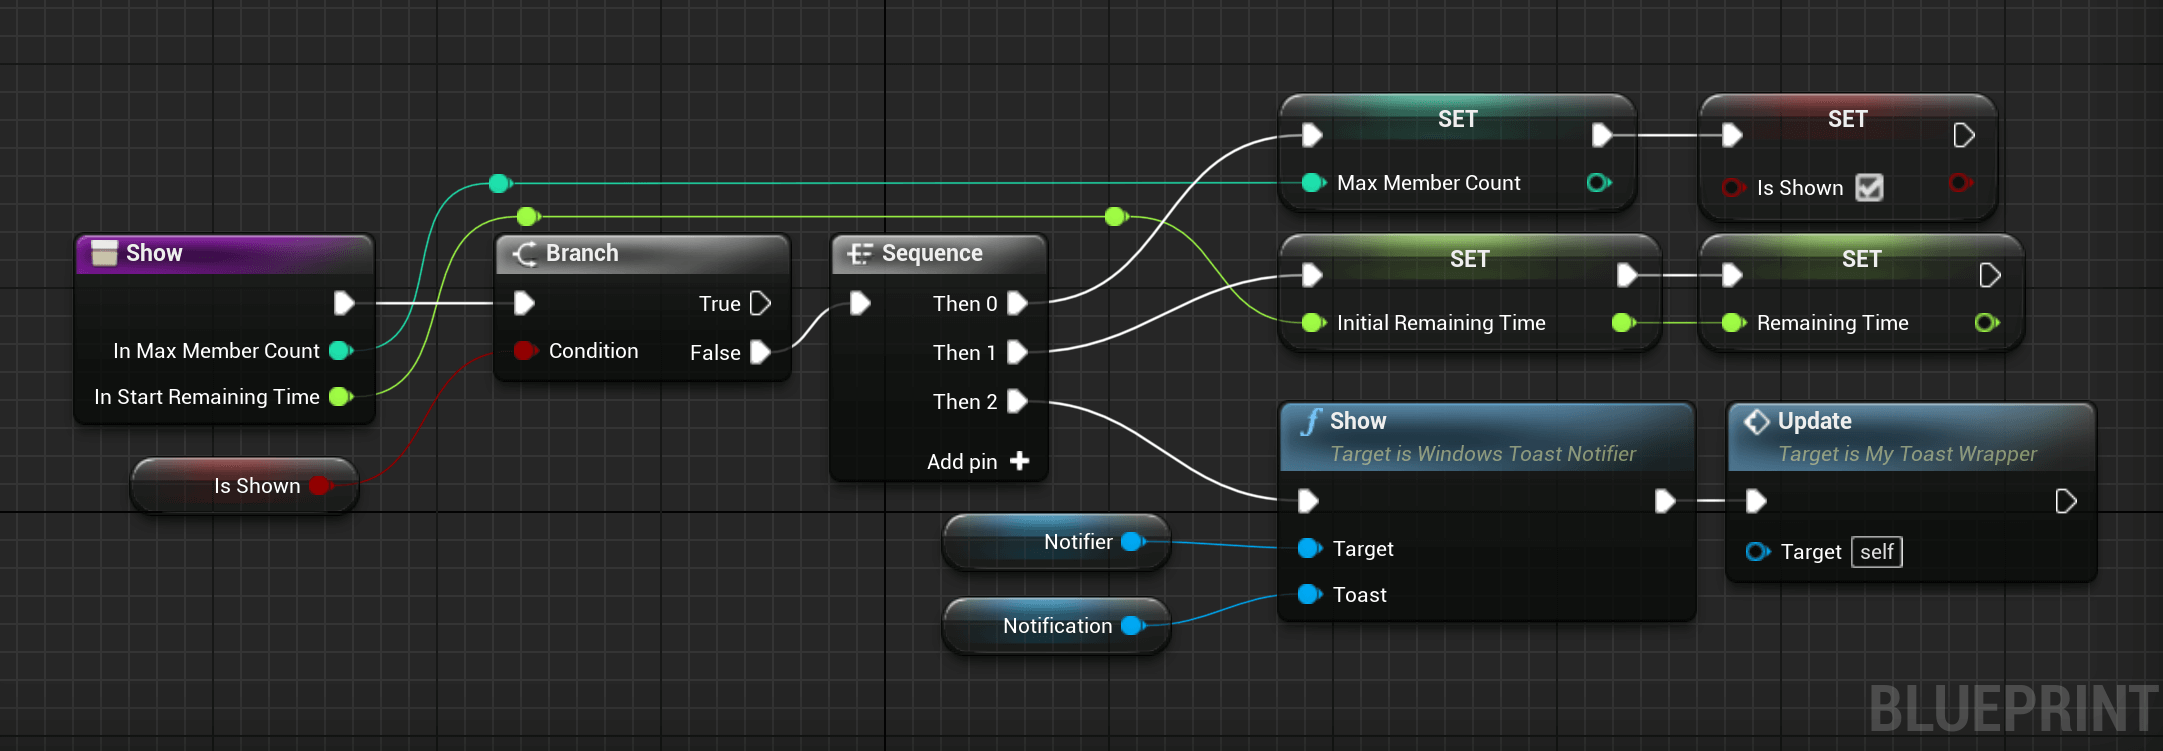 Show
In Max Member Count
In Start Remaining Time
Is Shown
Branch
True
Condition
False
Sequence
Then 0
Then 1
Then 2
Add pin
SET
Max Member Count
SET
Is Shown
SET
Initial Remaining Time
SET
Remaining Time
Notifier
Notification
Show
Target is Windows Toast Notifier
Target
Toast
Update
Target is My Toast Wrapper
Target self
BLUEPRINT